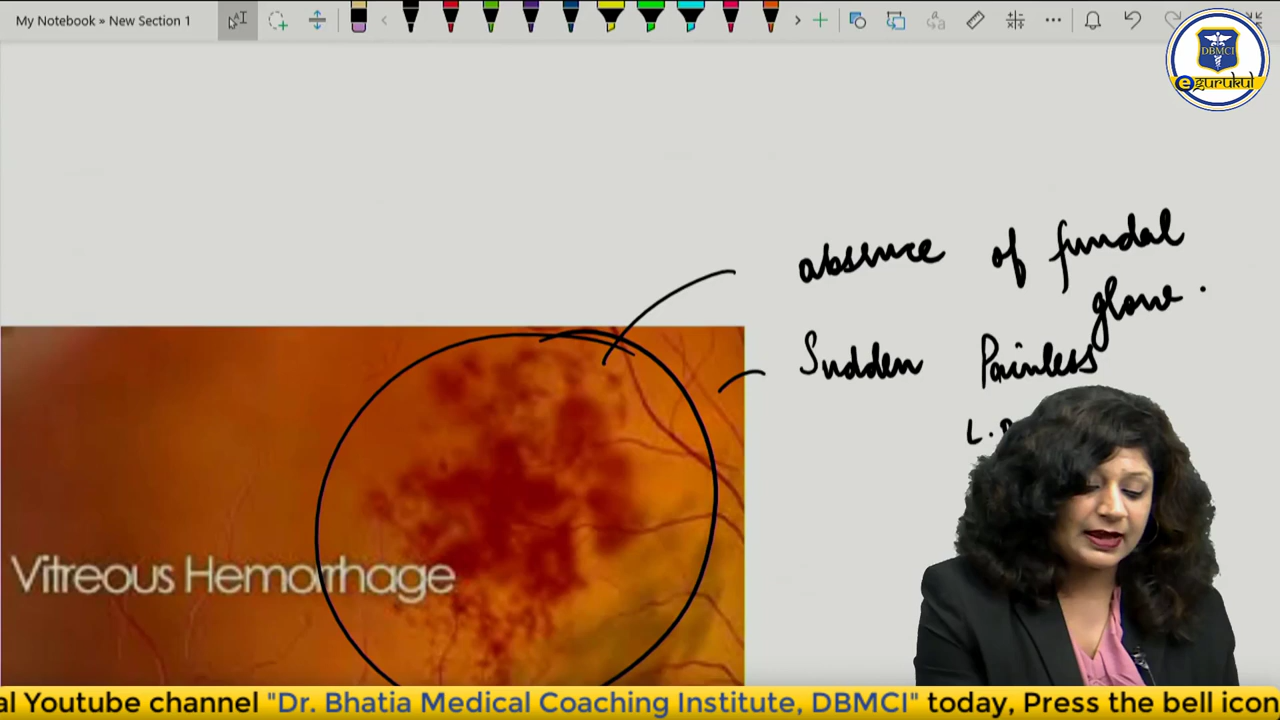 My Notebook » New Section 1
DBMCI
egurukul
absence of fundal
glow.
Sudden Painless
Vitreous Hemorrhage
al Youtube channel "Dr. Bhatia Medical Coaching Institute, DBMCI" today, Press the bell icon